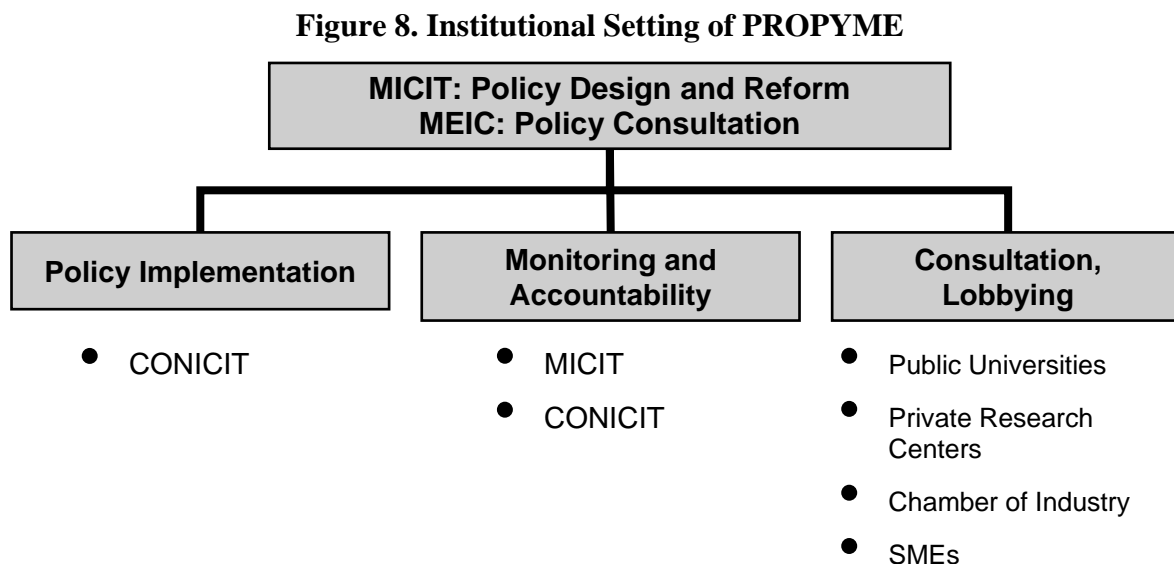 Figure 8. Institutional Setting of PROPYME
MICIT: Policy Design and Reform
MEIC: Policy Consultation
Policy Implementation
• CONICIT
Monitoring and
Accountability
• MICIT
• CONICIT
Consultation,
Lobbying
• Public Universities
• Private Research
Centers
• Chamber of Industry
• SMEs